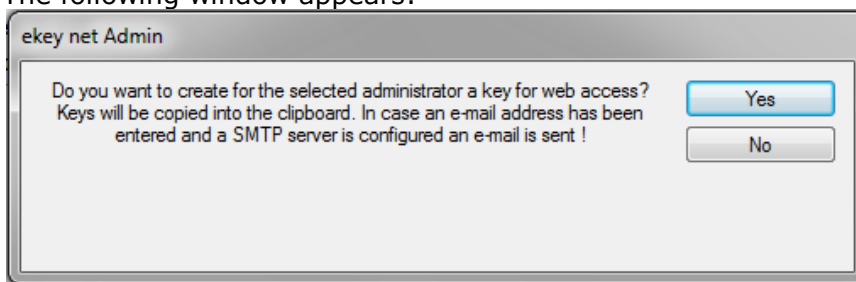 The following window appears:
ekey net Admin
Do you want to create for the selected administrator a key for web access?
Keys will be copied into the clipboard. In case an e-mail address has been
entered and a SMTP server is configured an e-mail is sent !
Yes
No